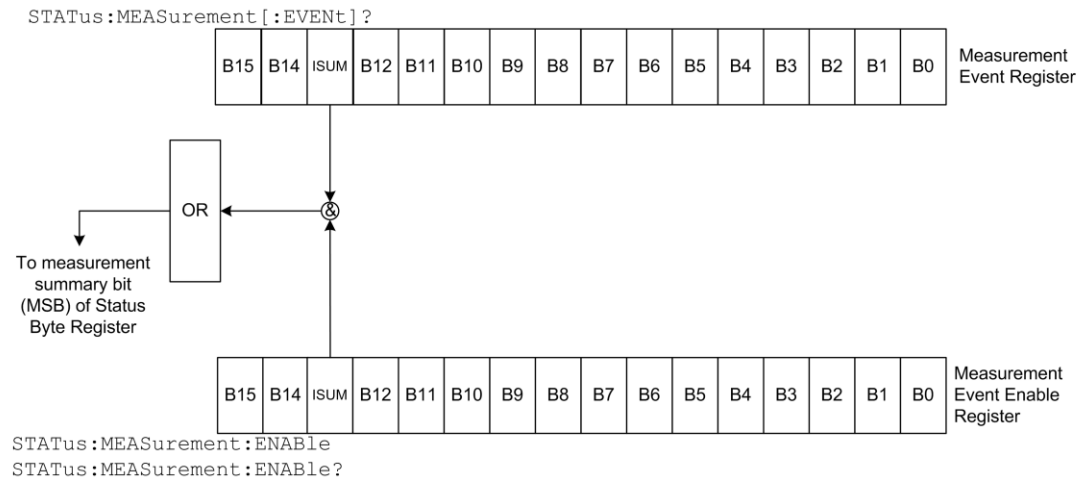 STATus:MEASurement[:EVENt]?
B15 B14 ISUM B12 B11 B10 B9 B8 B7 B6 B5 B4 B3 B2 B1 B0
Measurement
Event Register
OR
&
To measurement
summary bit
(MSB) of Status
Byte Register
B15 B14 ISUM B12 B11 B10 B9 B8 B7 B6 B5 B4 B3 B2 B1 B0
Measurement
Event Enable
Register
STATus:MEASurement:ENABle
STATus:MEASurement:ENABle?